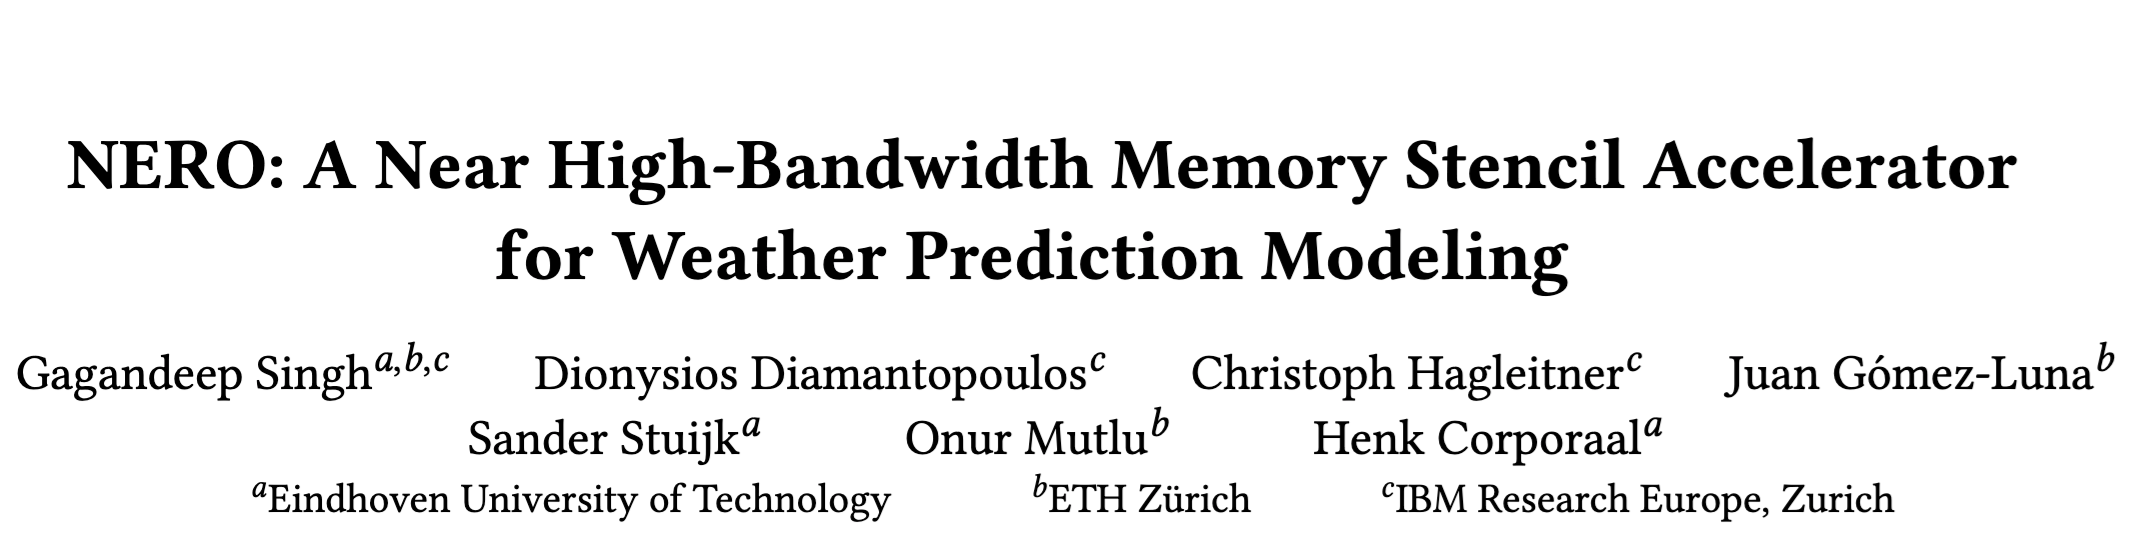 NERO: A Near High-Bandwidth Memory Stencil Accelerator
for Weather Prediction Modeling
Gagandeep Singh^a,b,c Dionysios Diamantopoulos^c Christoph Hagleitner^c Juan Gómez-Luna^b
Sander Stuijk^a Onur Mutlu^b Henk Corporaal^a
^aEindhoven University of Technology ^bETH Zürich ^cIBM Research Europe, Zurich